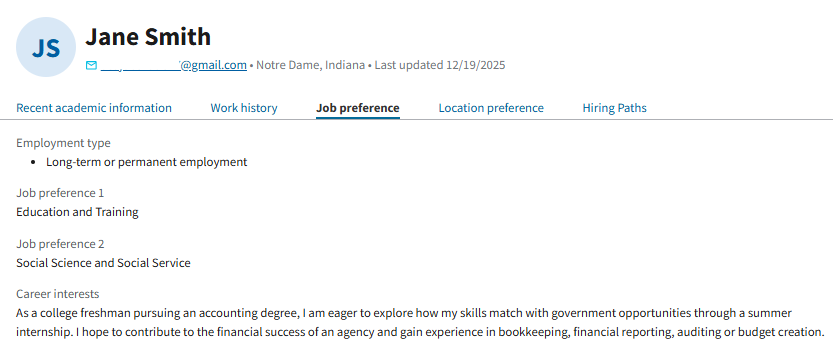 JS
Jane Smith
@gmail.com • Notre Dame, Indiana • Last updated 12/19/2025
Recent academic information Work history Job preference Location preference Hiring Paths
Employment type
• Long-term or permanent employment
Job preference 1
Education and Training
Job preference 2
Social Science and Social Service
Career interests
As a college freshman pursuing an accounting degree, I am eager to explore how my skills match with government opportunities through a summer
internship. I hope to contribute to the financial success of an agency and gain experience in bookkeeping, financial reporting, auditing or budget creation.